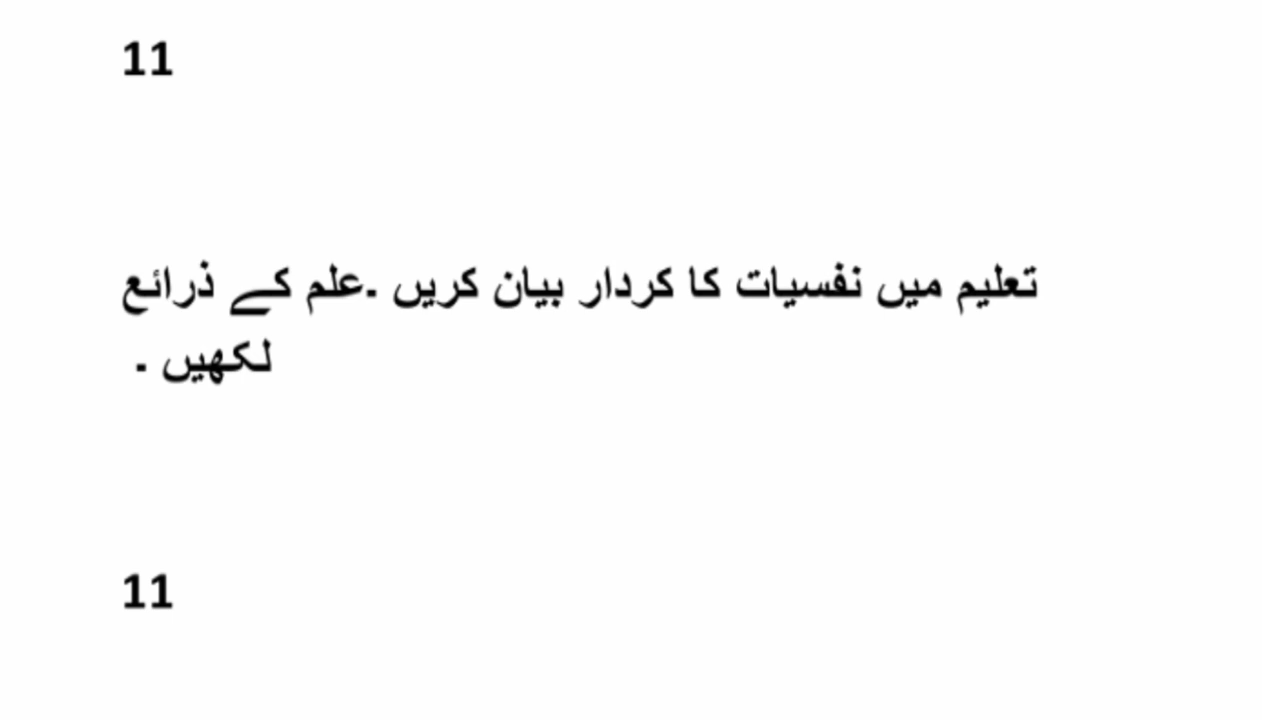 11
تعلیم میں نفسیات کا کردار بیان کریں ۔علم کے ذرائع
لکھیں ۔
11